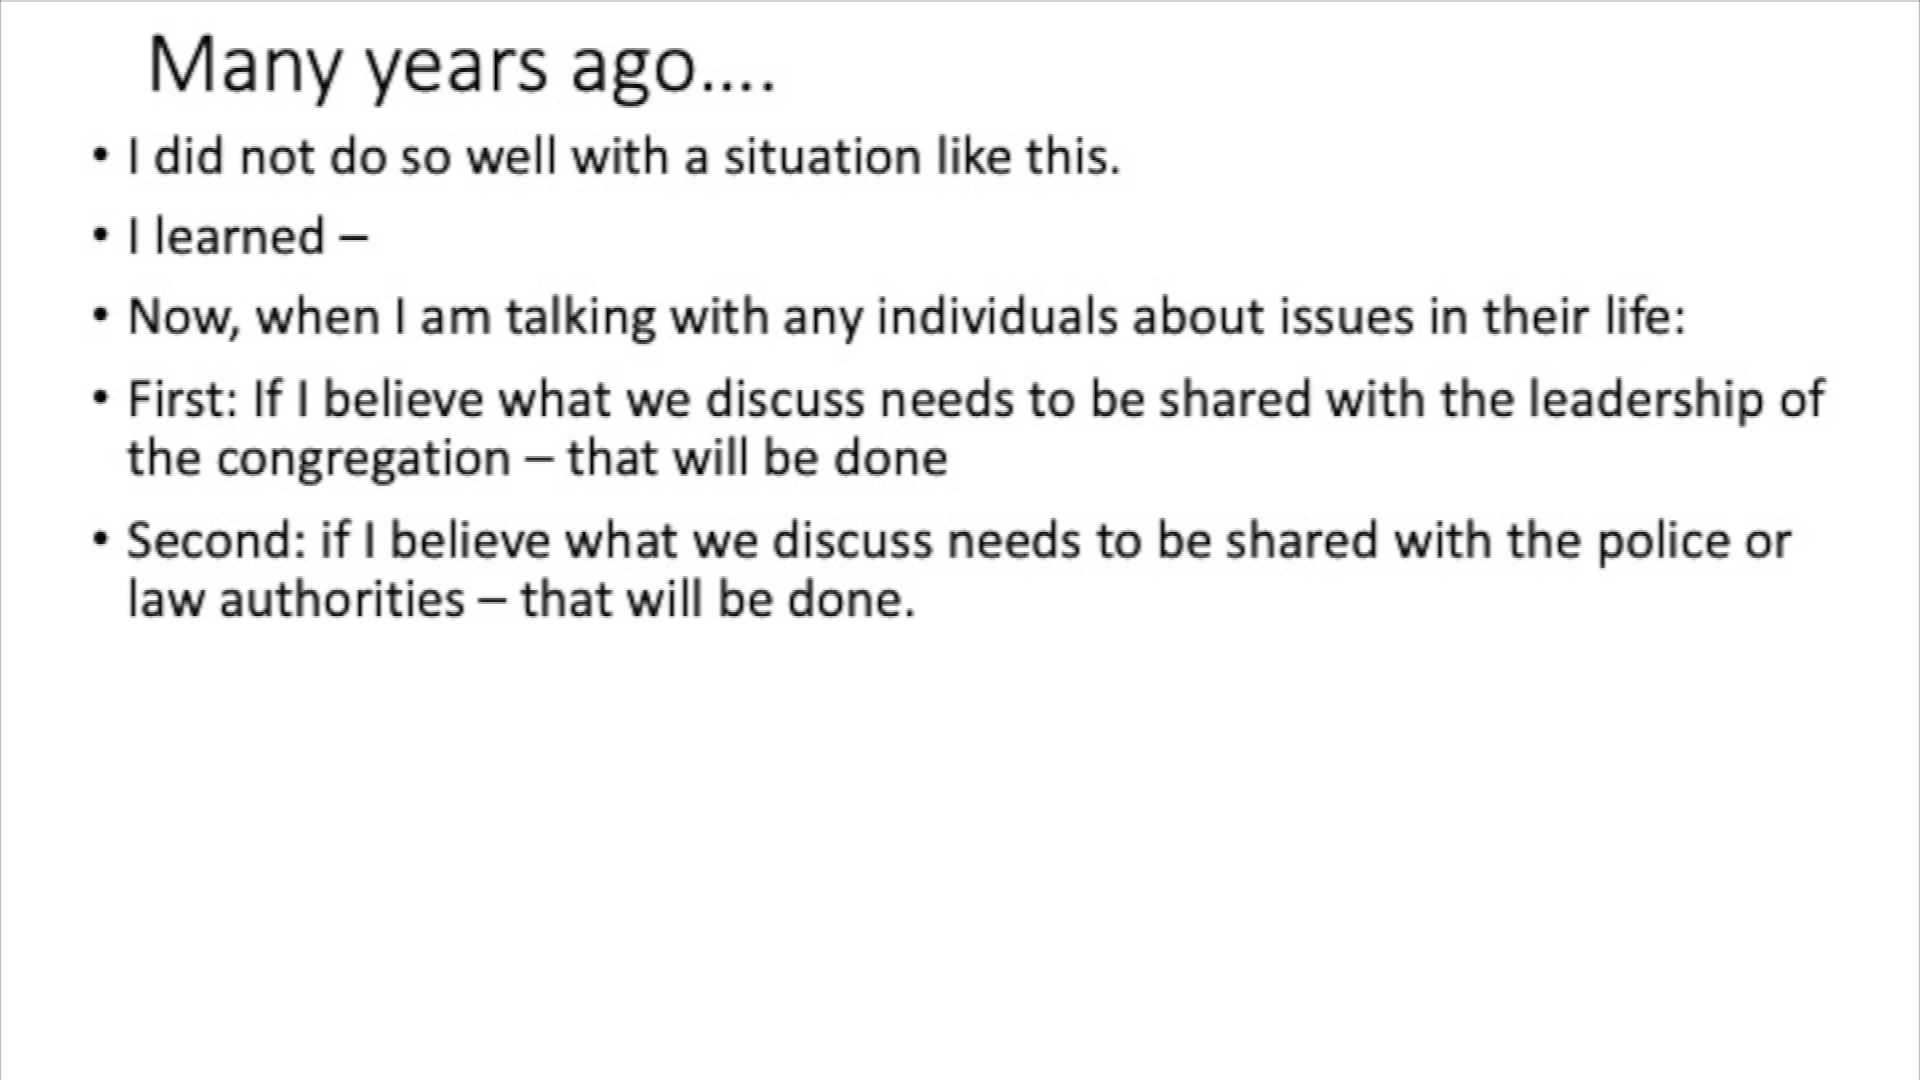 Many years ago....
• I did not do so well with a situation like this.
• I learned –
• Now, when I am talking with any individuals about issues in their life:
• First: If I believe what we discuss needs to be shared with the leadership of
the congregation – that will be done
• Second: if I believe what we discuss needs to be shared with the police or
law authorities – that will be done.